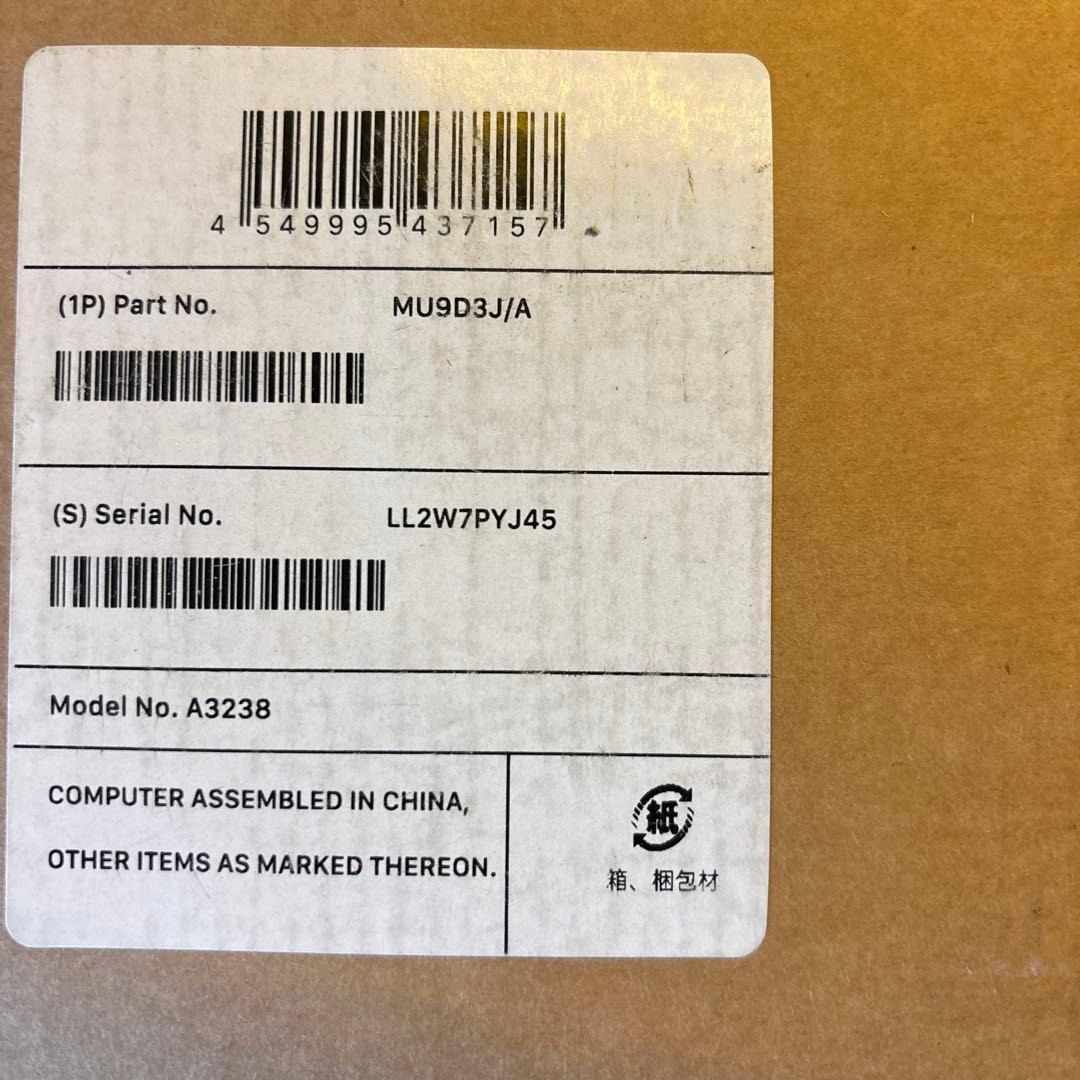 4 549995 437157
(1P) Part No. MU9D3J/A
(S) Serial No. LL2W7PYJ45
Model No. A3238
COMPUTER ASSEMBLED IN CHINA,
OTHER ITEMS AS MARKED THEREON.
紙
箱、梱包材